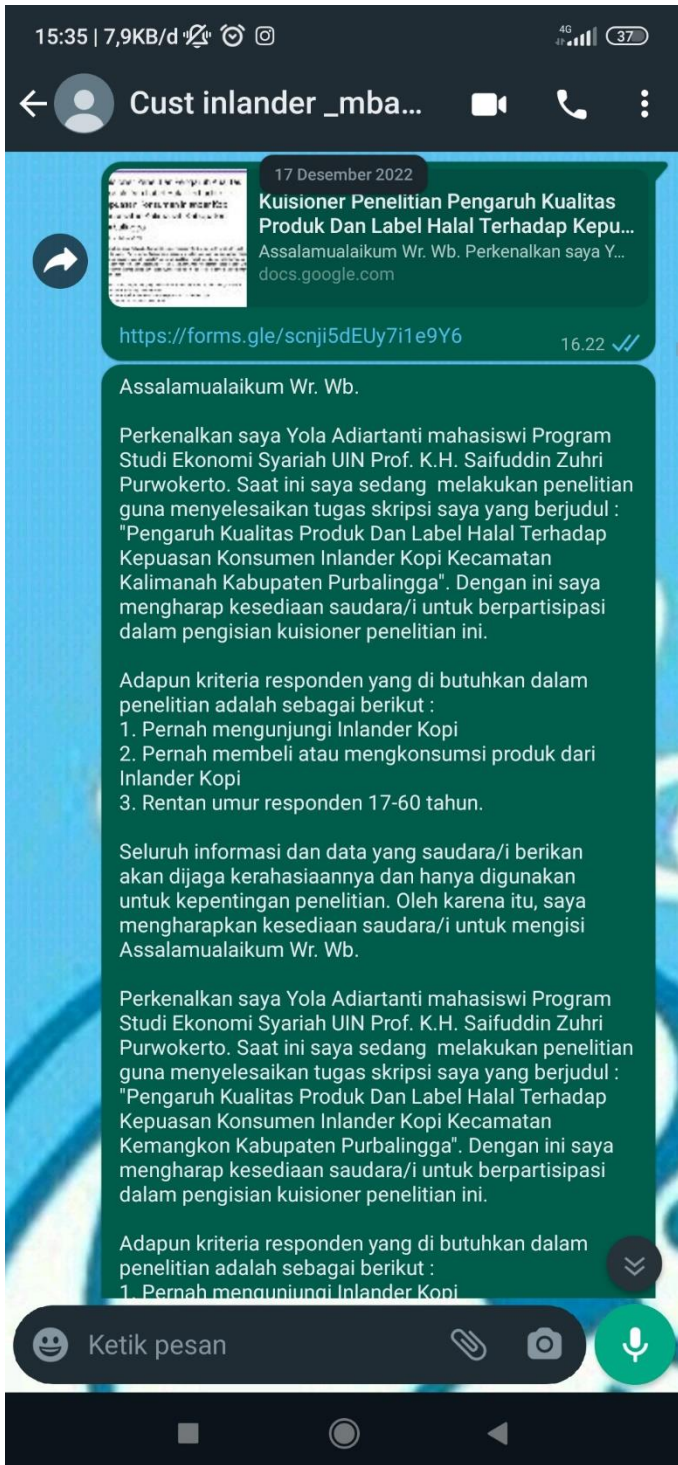 15:35 | 7,9KB/d
4G
37
Cust inlander _mba...
17 Desember 2022
Kuisioner Penelitian Pengaruh Kualitas
Produk Dan Label Halal Terhadap Kepu...
Assalamualaikum Wr. Wb. Perkenalkan saya Y...
docs.google.com
https://forms.gle/scnji5dEUy7i1e9Y6
16.22
Assalamualaikum Wr. Wb.
Perkenalkan saya Yola Adiartanti mahasiswi Program
Studi Ekonomi Syariah UIN Prof. K.H. Saifuddin Zuhri
Purwokerto. Saat ini saya sedang  melakukan penelitian
guna menyelesaikan tugas skripsi saya yang berjudul :
"Pengaruh Kualitas Produk Dan Label Halal Terhadap
Kepuasan Konsumen Inlander Kopi Kecamatan
Kalimanah Kabupaten Purbalingga". Dengan ini saya
mengharap kesediaan saudara/i untuk berpartisipasi
dalam pengisian kuisioner penelitian ini.
Adapun kriteria responden yang di butuhkan dalam
penelitian adalah sebagai berikut :
1. Pernah mengunjungi Inlander Kopi
2. Pernah membeli atau mengkonsumsi produk dari
Inlander Kopi
3. Rentan umur responden 17-60 tahun.
Seluruh informasi dan data yang saudara/i berikan
akan dijaga kerahasiaannya dan hanya digunakan
untuk kepentingan penelitian. Oleh karena itu, saya
mengharapkan kesediaan saudara/i untuk mengisi
Assalamualaikum Wr. Wb.
Perkenalkan saya Yola Adiartanti mahasiswi Program
Studi Ekonomi Syariah UIN Prof. K.H. Saifuddin Zuhri
Purwokerto. Saat ini saya sedang  melakukan penelitian
guna menyelesaikan tugas skripsi saya yang berjudul :
"Pengaruh Kualitas Produk Dan Label Halal Terhadap
Kepuasan Konsumen Inlander Kopi Kecamatan
Kemangkon Kabupaten Purbalingga". Dengan ini saya
mengharap kesediaan saudara/i untuk berpartisipasi
dalam pengisian kuisioner penelitian ini.
Adapun kriteria responden yang di butuhkan dalam
penelitian adalah sebagai berikut :
1. Pernah mengunjungi Inlander Kopi
Ketik pesan